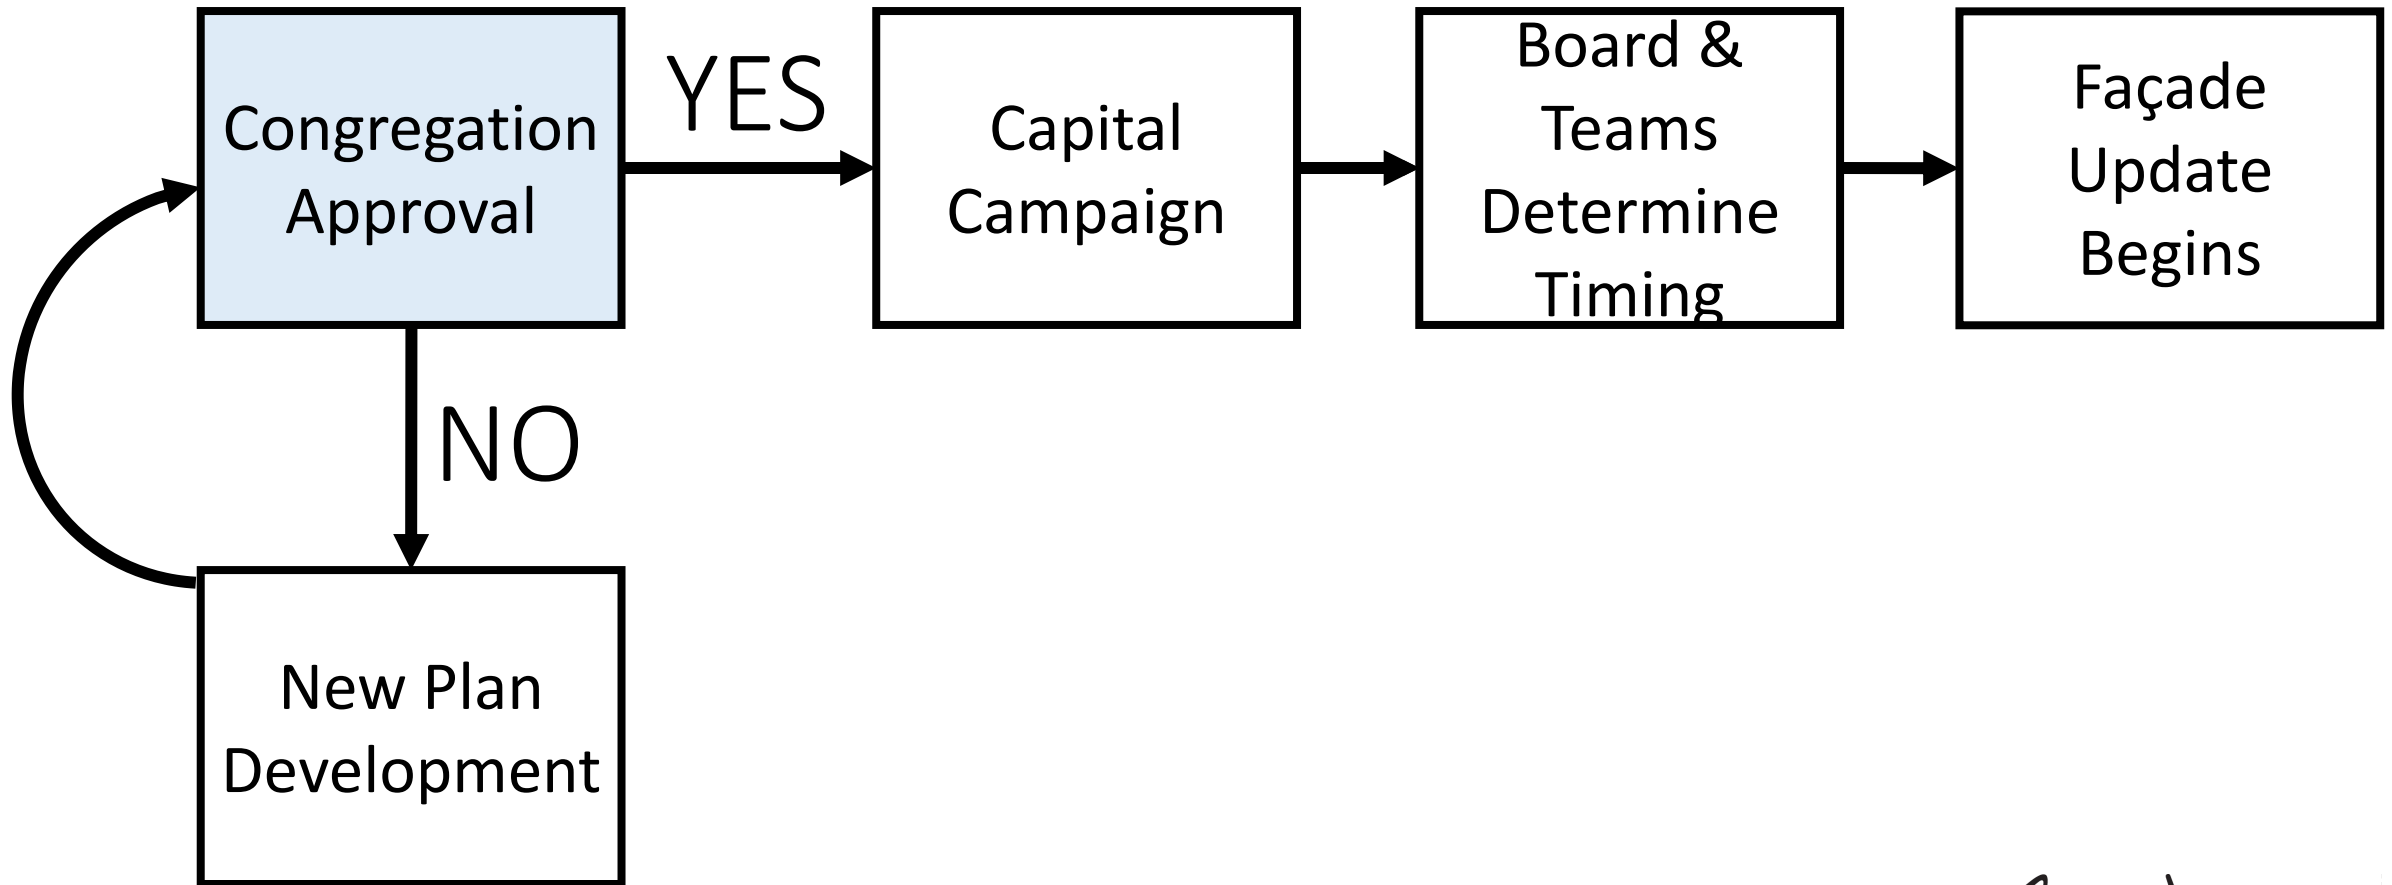 Congregation
Approval
YES
Capital
Campaign
Board &
Teams
Determine
Timing
Façade
Update
Begins
NO
New Plan
Development